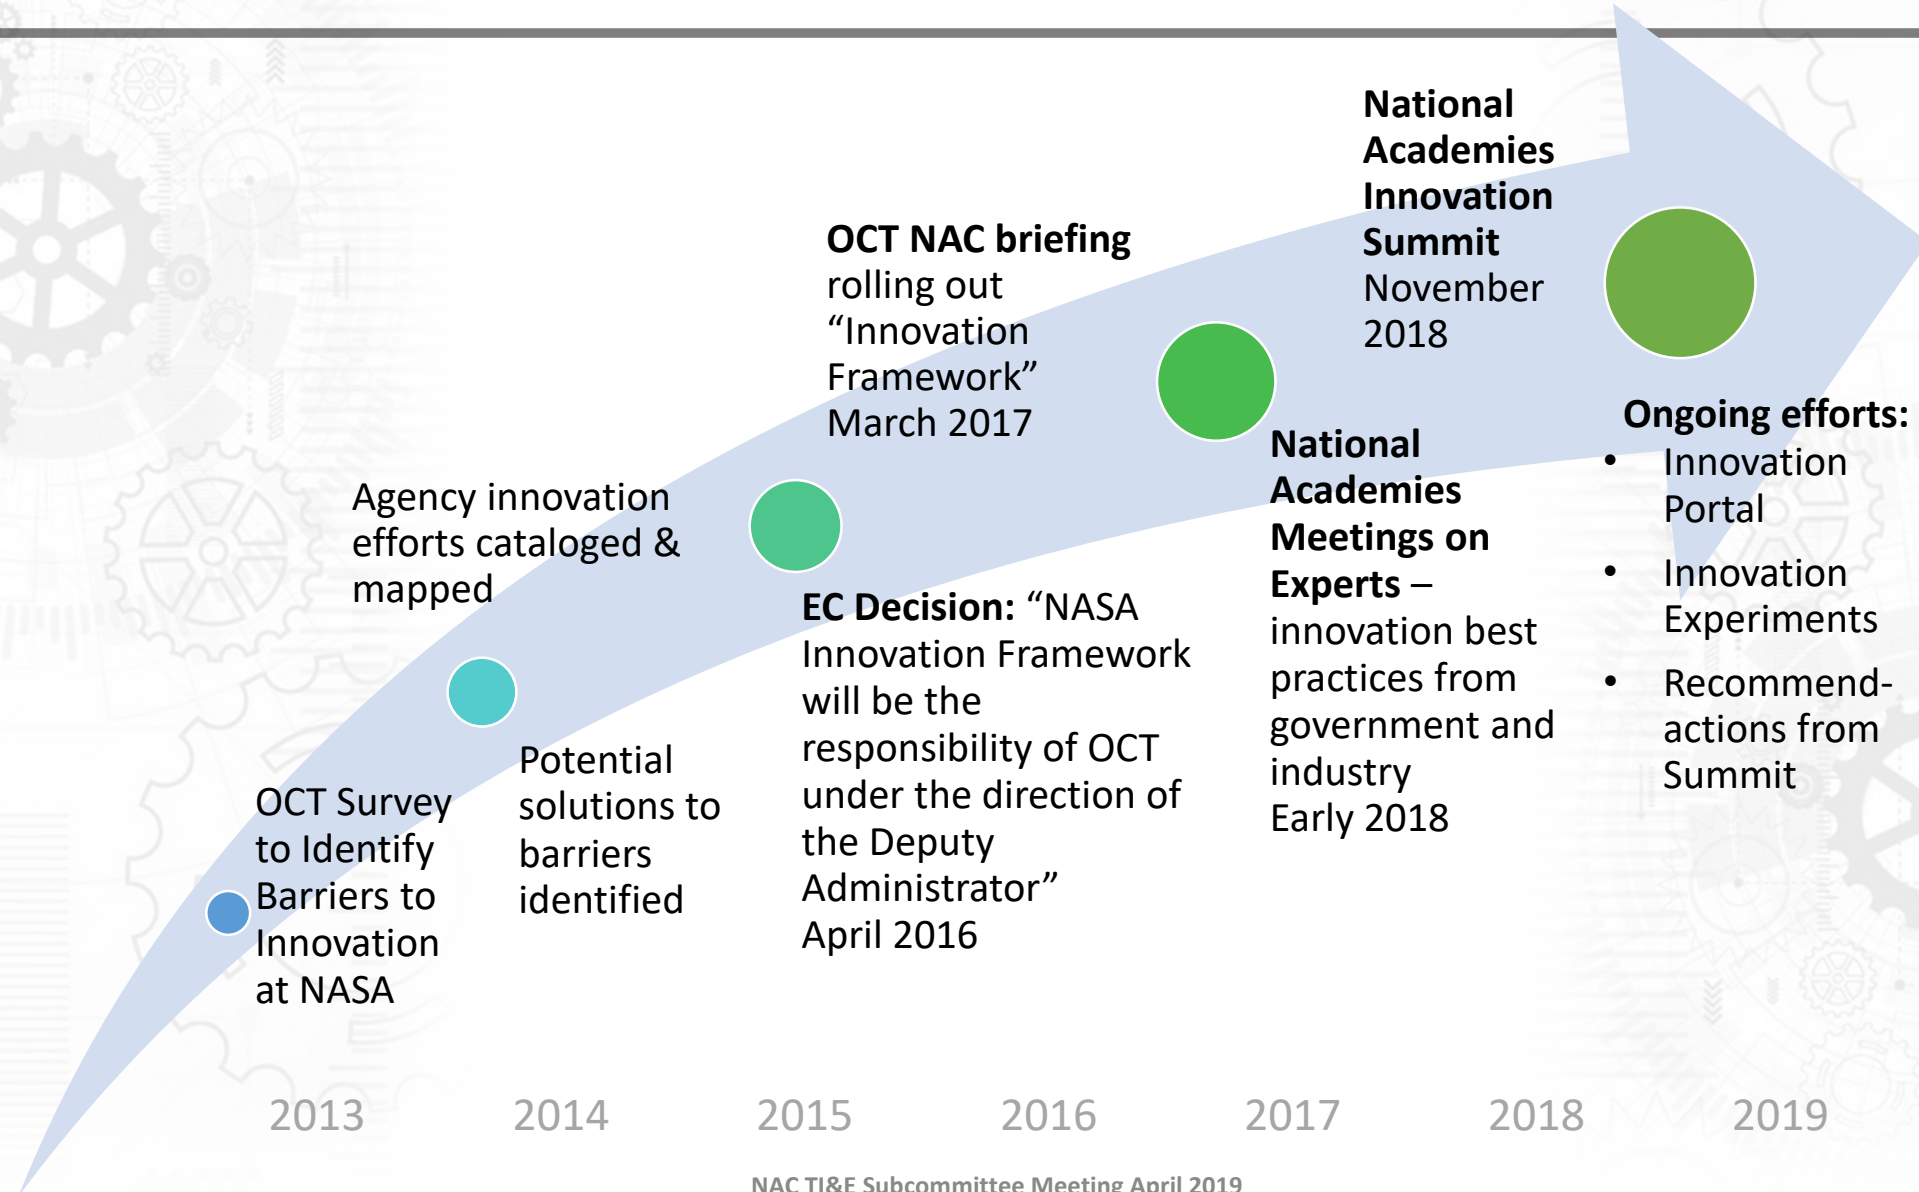 National
Academies
Innovation
Summit
November
2018
OCT NAC briefing
rolling out
“Innovation
Framework”
March 2017
Agency innovation
efforts cataloged &
mapped
OCT Survey
to Identify
Barriers to
Innovation
at NASA
Potential
solutions to
barriers
identified
EC Decision: “NASA
Innovation Framework
will be the
responsibility of OCT
under the direction of
the Deputy
Administrator”
April 2016
National
Academies
Meetings on
Experts –
innovation best
practices from
government and
industry
Early 2018
Ongoing efforts:
• Innovation
Portal
• Innovation
Experiments
• Recommend-
actions from
Summit
2013 2014 2015 2016 2017 2018 2019
NAC TI&E Subcommittee Meeting April 2019